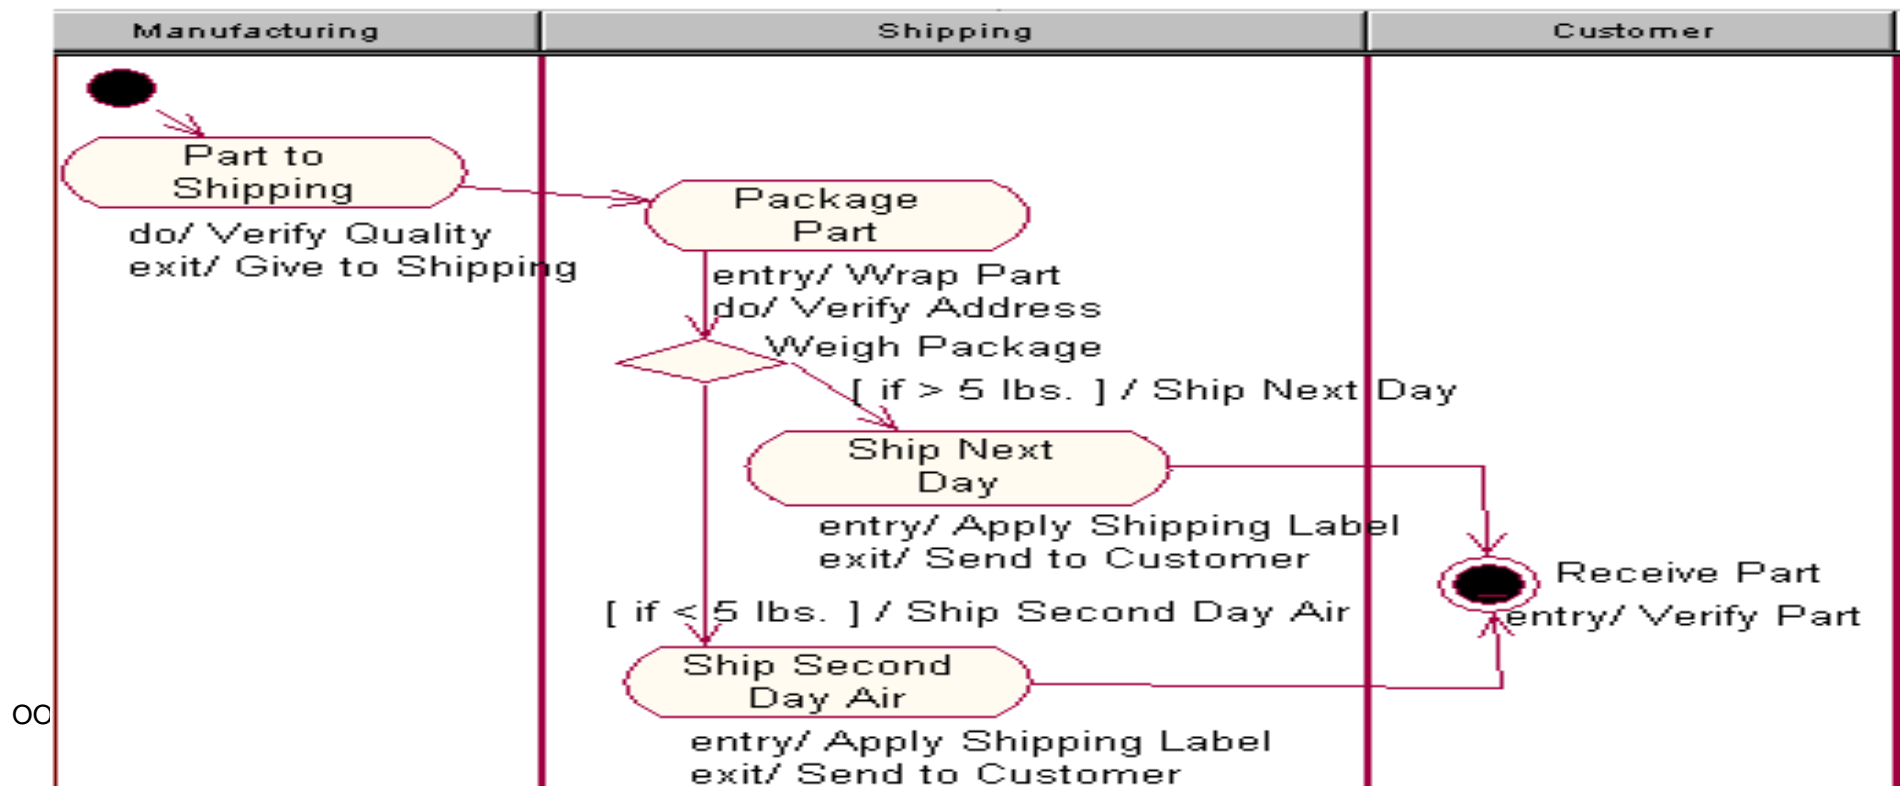 Manufacturing
Shipping
Customer
Part to
Shipping
do/ Verify Quality
exit/ Give to Shipping
Package
Part
entry/ Wrap Part
do/ Verify Address
Weigh Package
[ if > 5 lbs. ] / Ship Next Day
Ship Next
Day
entry/ Apply Shipping Label
exit/ Send to Customer
Receive Part
entry/ Verify Part
[ if < 5 lbs. ] / Ship Second Day Air
Ship Second
Day Air
entry/ Apply Shipping Label
exit/ Send to Customer